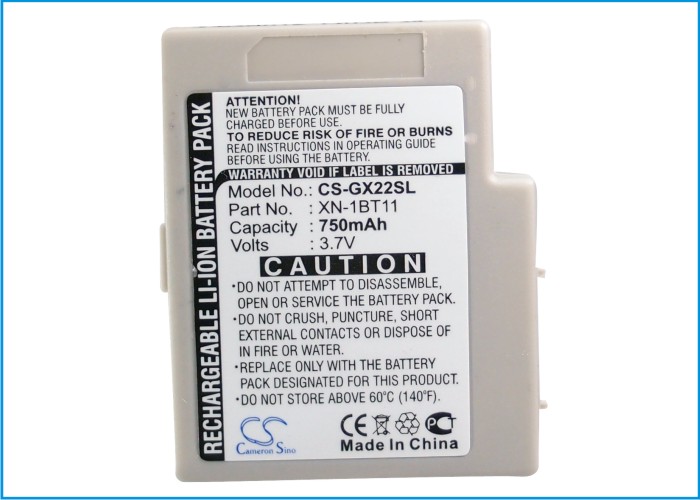 RECHARGEABLE LI-ION BATTERY PACK
ATTENTION!
NEW BATTERY PACK MUST BE FULLY
CHARGED BEFORE FIRST USE.
TO REDUCE RISK OF FIRE OR BURNS
READ INSTRUCTIONS IN OPERATING GUIDE
BEFORE USING THE BATTERY.
WARRANTY VOID IF LABEL REMOVED
Model No.: CS-GX22SL
Part No. : XN-1BT11
Capacity : 750mAh
Volts : 3.7V
CAUTION
•DO NOT ATTEMPT TO DISASSEMBLE,
OPEN OR SERVICE THE BATTERY PACK.
•DO NOT CRUSH, PUNCTURE, SHORT
EXTERNAL CONTACTS OR DISPOSE OF
IN FIRE OR WATER.
•REPLACE ONLY WITH THE BATTERY
PACK DESIGNATED FOR THIS PRODUCT.
•DO NOT EXPOSE ABOVE 60°C (140°F).
CS
Cameron Sino
CE
Made in China